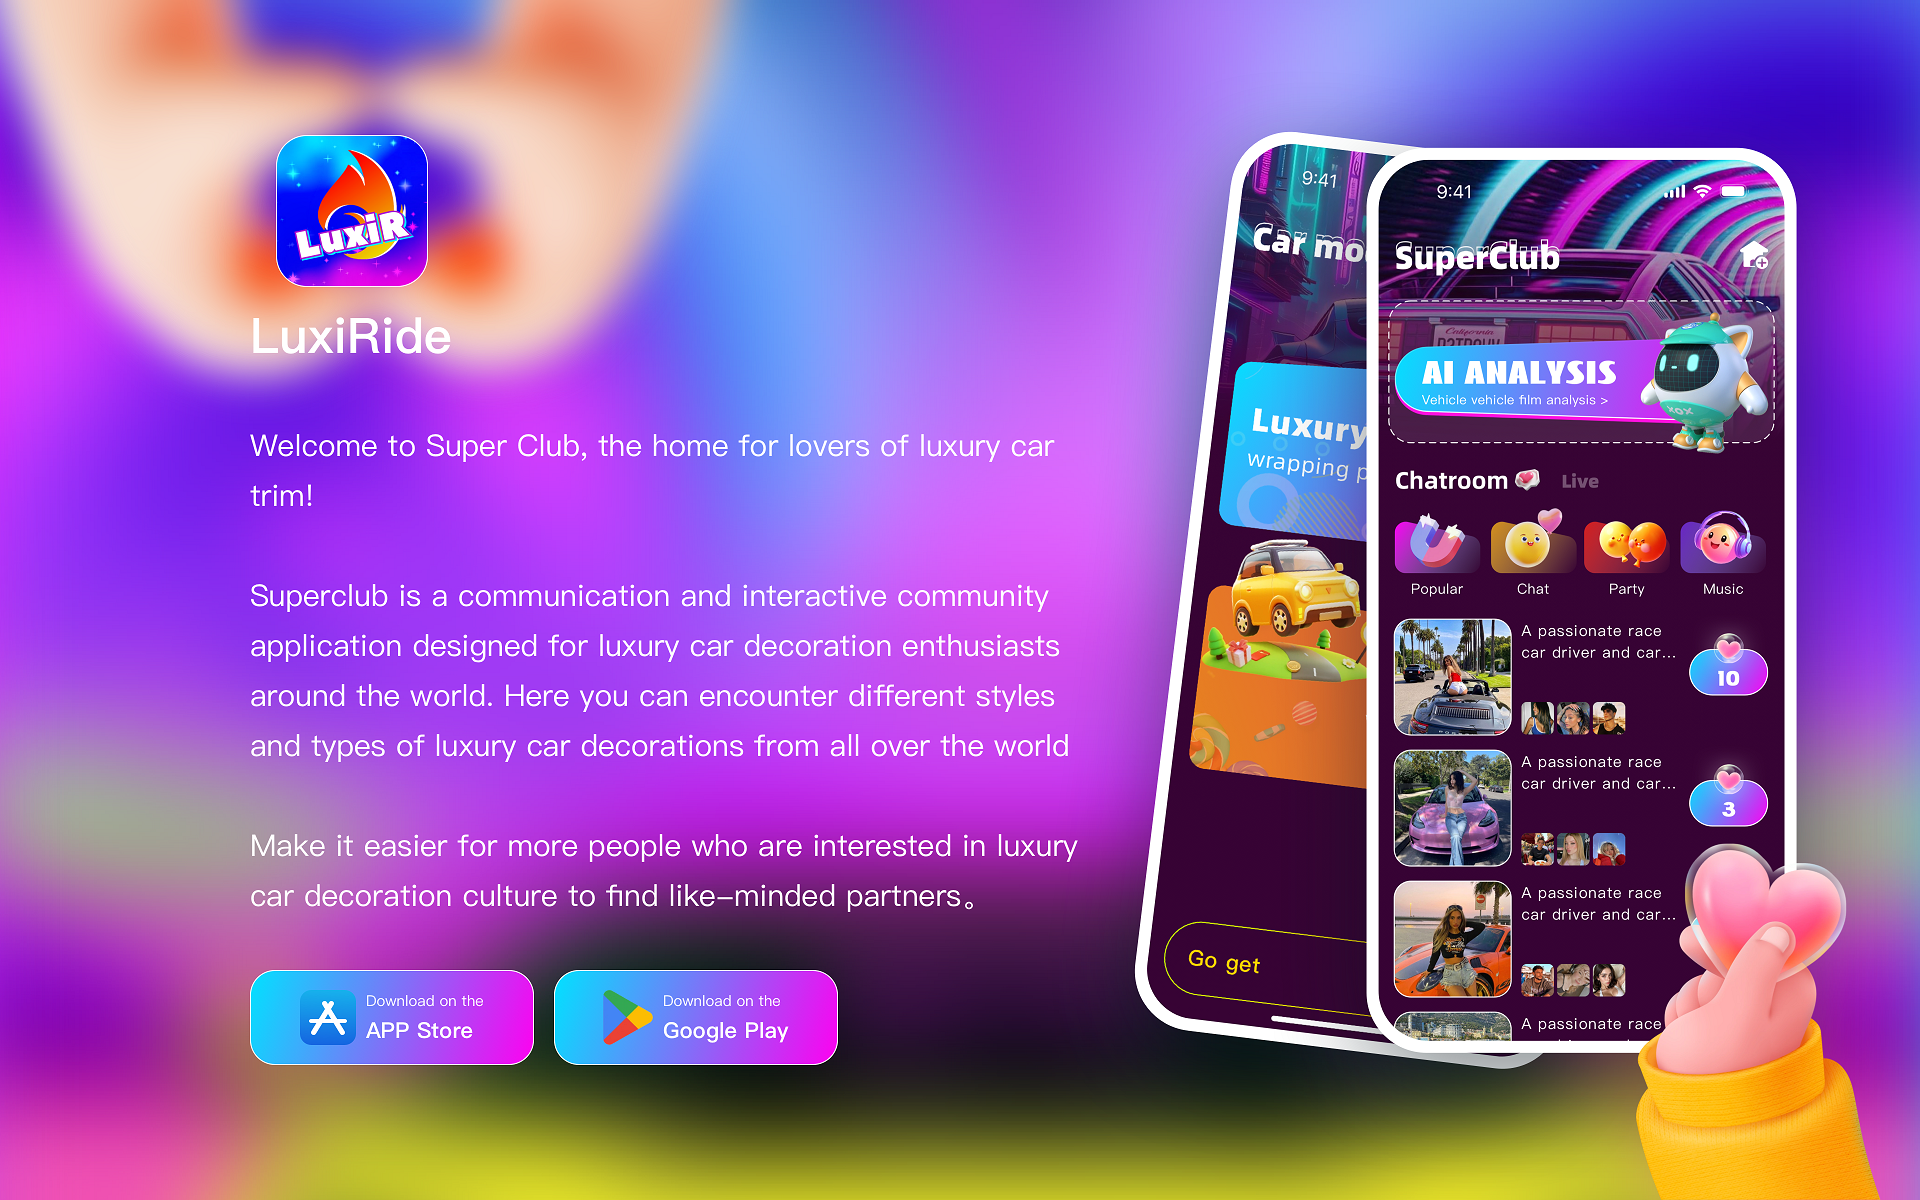 LuxiR
LuxiRide
Welcome to Super Club, the home for lovers of luxury car
trim!
Superclub is a communication and interactive community
application designed for luxury car decoration enthusiasts
around the world. Here you can encounter different styles
and types of luxury car decorations from all over the world
Make it easier for more people who are interested in luxury
car decoration culture to find like–minded partners。
Download on the
APP Store
Download on the
Google Play
9:41
Car mo
Luxury
wrapping p
Go get
9:41
SuperClub
California
AI ANALYSIS
Vehicle vehicle film analysis >
XOX
Chatroom
Live
Popular
Chat
Party
Music
A passionate race
car driver and car...
10
A passionate race
car driver and car...
3
A passionate race
car driver and car...
A passionate race